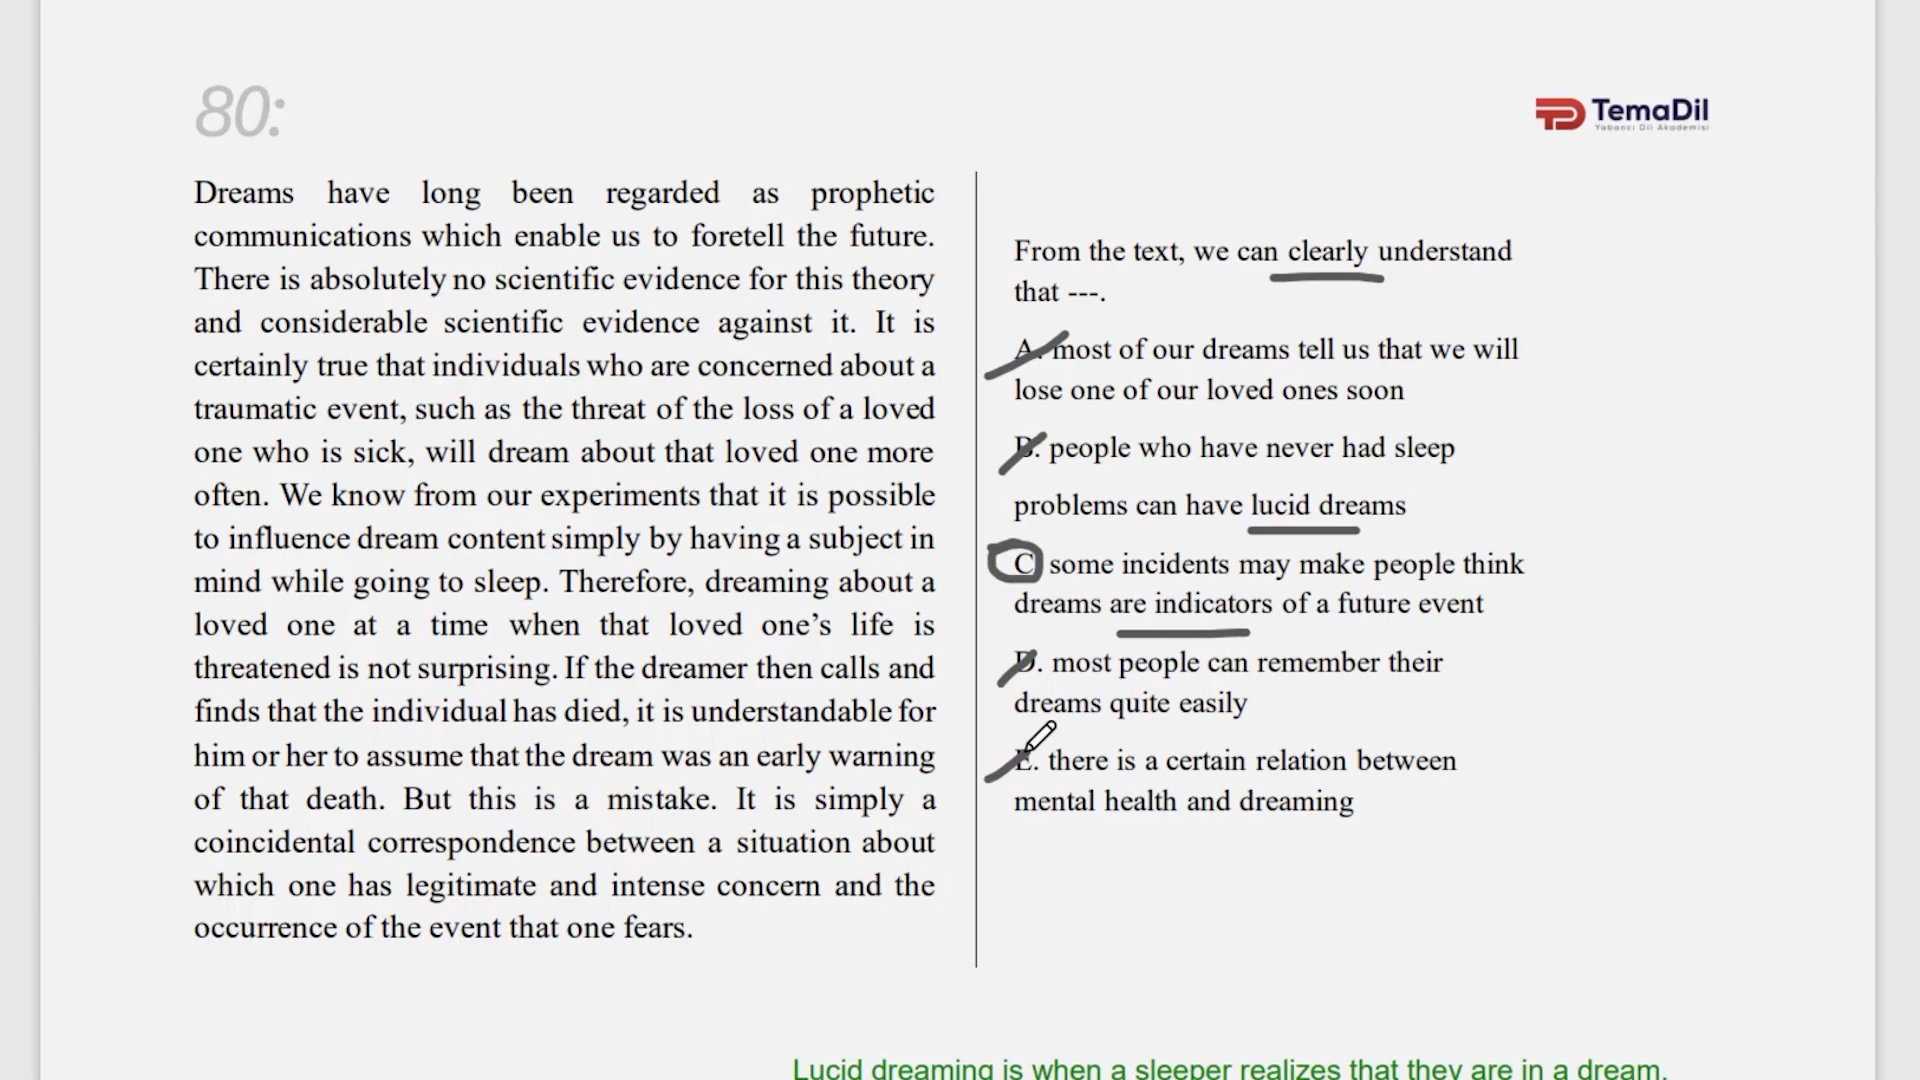 80:
TemaDil
Yabancı Dil Akademisi
Dreams have long been regarded as prophetic
communications which enable us to foretell the future.
There is absolutely no scientific evidence for this theory
and considerable scientific evidence against it. It is
certainly true that individuals who are concerned about a
traumatic event, such as the threat of the loss of a loved
one who is sick, will dream about that loved one more
often. We know from our experiments that it is possible
to influence dream content simply by having a subject in
mind while going to sleep. Therefore, dreaming about a
loved one at a time when that loved one’s life is
threatened is not surprising. If the dreamer then calls and
finds that the individual has died, it is understandable for
him or her to assume that the dream was an early warning
of that death. But this is a mistake. It is simply a
coincidental correspondence between a situation about
which one has legitimate and intense concern and the
occurrence of the event that one fears.
From the text, we can clearly understand
that ---.
A. most of our dreams tell us that we will
lose one of our loved ones soon
B. people who have never had sleep
problems can have lucid dreams
C some incidents may make people think
dreams are indicators of a future event
D. most people can remember their
dreams quite easily
E. there is a certain relation between
mental health and dreaming
Lucid dreaming is when a sleeper realizes that they are in a dream.